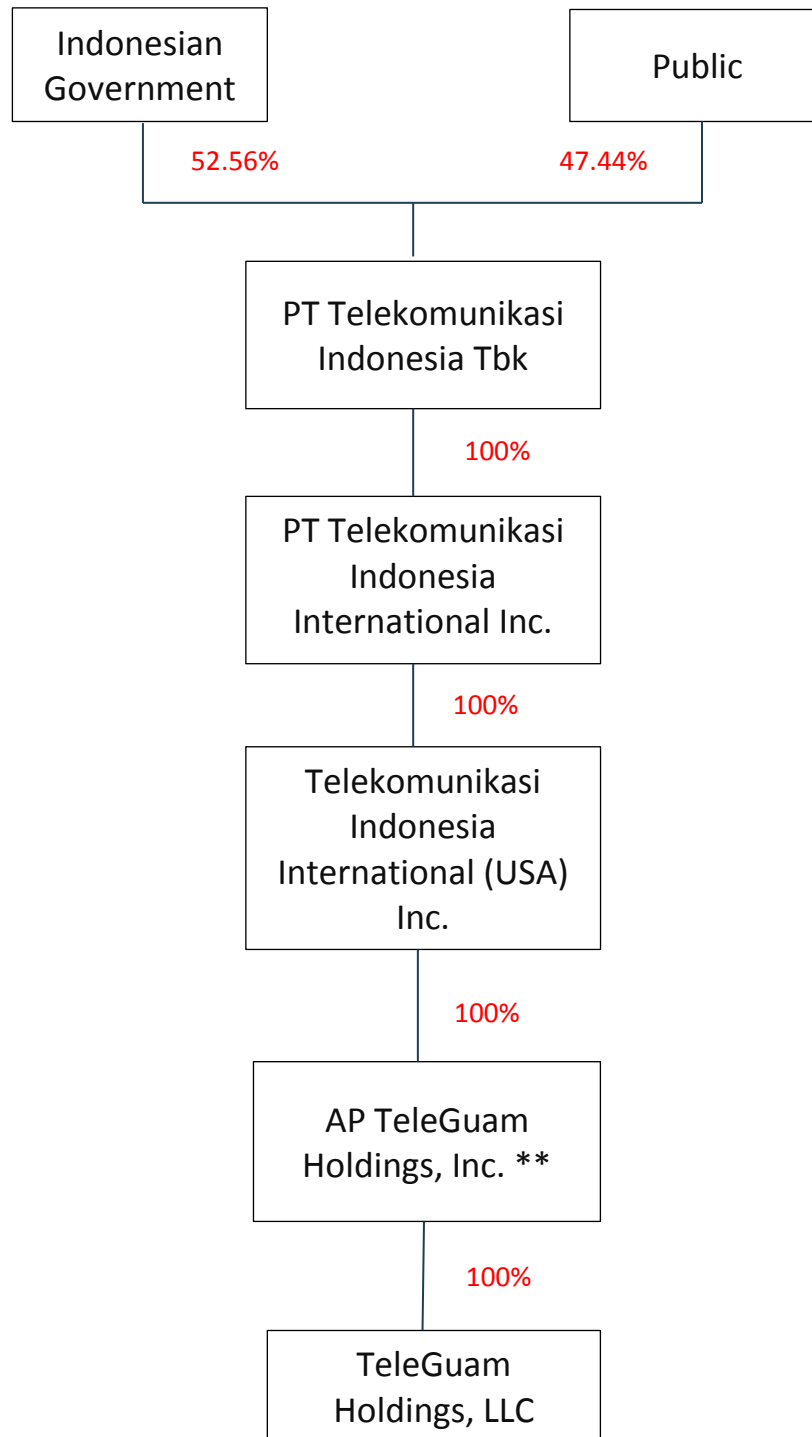 Indonesian
Government
Public
52.56%
47.44%
PT Telekomunikasi
Indonesia Tbk
100%
PT Telekomunikasi
Indonesia
International Inc.
100%
Telekomunikasi
Indonesia
International (USA)
Inc.
100%
AP TeleGuam
Holdings, Inc. **
100%
TeleGuam
Holdings, LLC